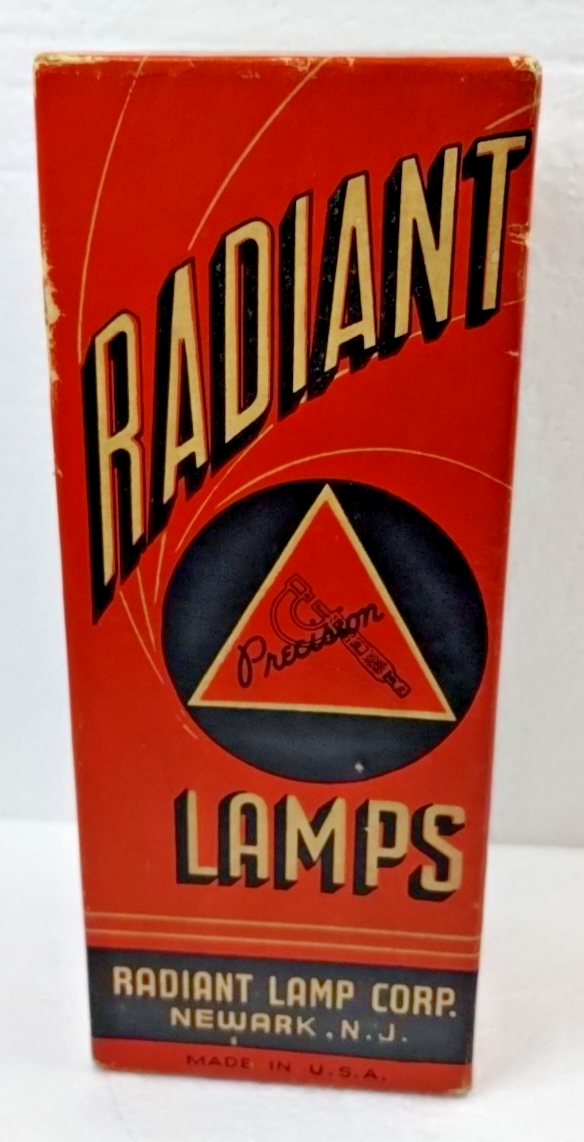 RADIANT
Precision
LAMPS
RADIANT LAMP CORP.
NEWARK, N.J.
MADE IN U.S.A.